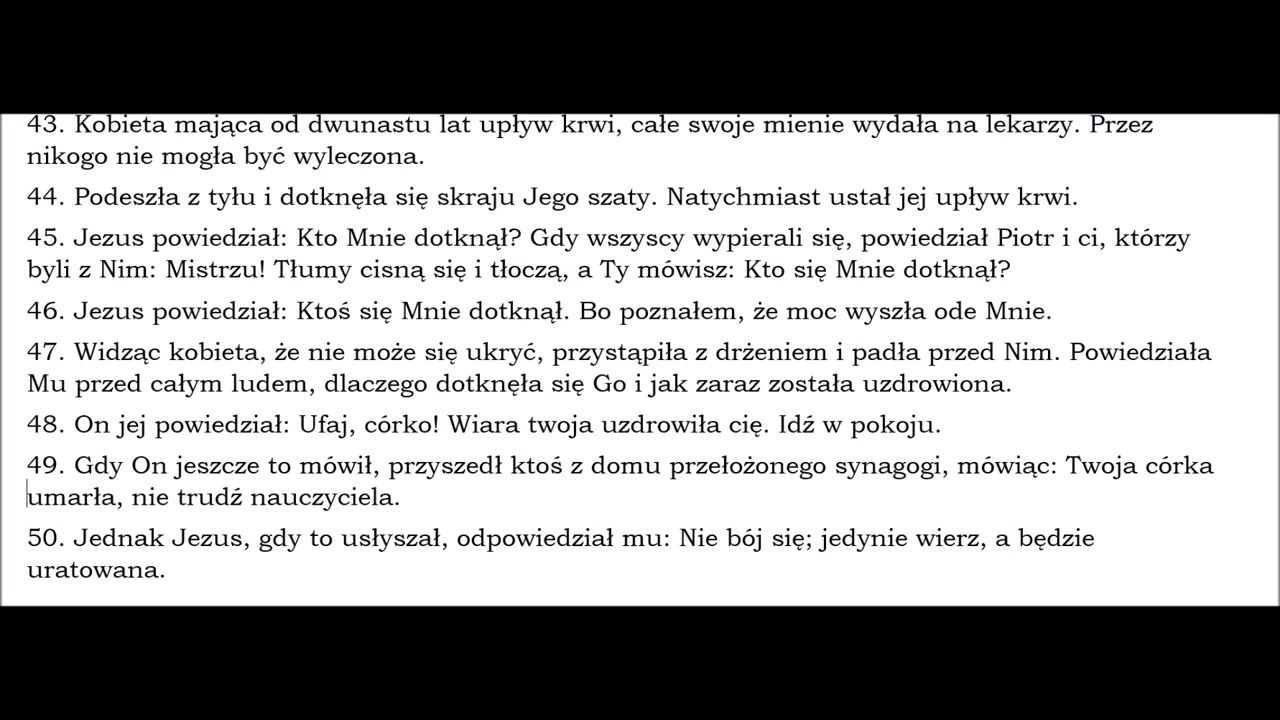 43. Kobieta mająca od dwunastu lat upływ krwi, całe swoje mienie wydała na lekarzy. Przez
nikogo nie mogła być wyleczona.
44. Podeszła z tyłu i dotknęła się skraju Jego szaty. Natychmiast ustał jej upływ krwi.
45. Jezus powiedział: Kto Mnie dotknął? Gdy wszyscy wypierali się, powiedział Piotr i ci, którzy
byli z Nim: Mistrzu! Tłumy cisną się i tłoczą, a Ty mówisz: Kto się Mnie dotknął?
46. Jezus powiedział: Ktoś się Mnie dotknął. Bo poznałem, że moc wyszła ode Mnie.
47. Widząc kobieta, że nie może się ukryć, przystąpiła z drżeniem i padła przed Nim. Powiedziała
Mu przed całym ludem, dlaczego dotknęła się Go i jak zaraz została uzdrowiona.
48. On jej powiedział: Ufaj, córko! Wiara twoja uzdrowiła cię. Idź w pokoju.
49. Gdy On jeszcze to mówił, przyszedł ktoś z domu przełożonego synagogi, mówiąc: Twoja córka
umarła, nie trudź nauczyciela.
50. Jednak Jezus, gdy to usłyszał, odpowiedział mu: Nie bój się; jedynie wierz, a będzie
uratowana.